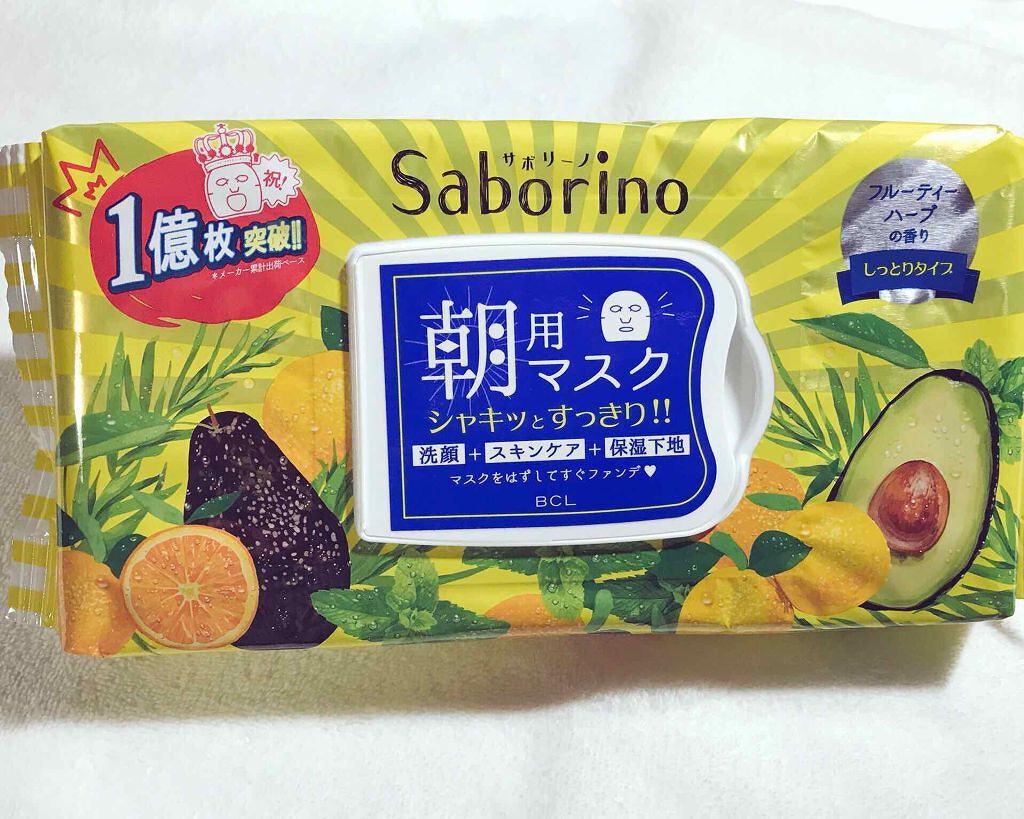 祝!
1億枚突破!!
*メーカー累計出荷ベース
サボリーノ
Saborino
フルーティー
ハーブ
の香り
しっとりタイプ
朝用マスク
シャキッとすっきり!!
洗顔+スキンケア+保湿下地
マスクをはずしてすぐファンデ♥
BCL